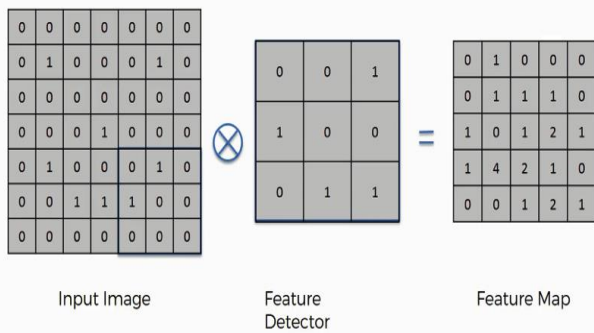 0 0 0 0 0 0 0
0 1 0 0 0 1 0
0 0 0 0 0 0 0
0 0 0 1 0 0 0
0 1 0 0 0 1 0
0 0 1 1 1 0 0
0 0 0 0 0 0 0
Input Image
⊗
0 0 1
1 0 0
0 1 1
Feature
Detector
=
0 1 0 0 0
0 1 1 1 0
1 0 1 2 1
1 4 2 1 0
0 0 1 2 1
Feature Map